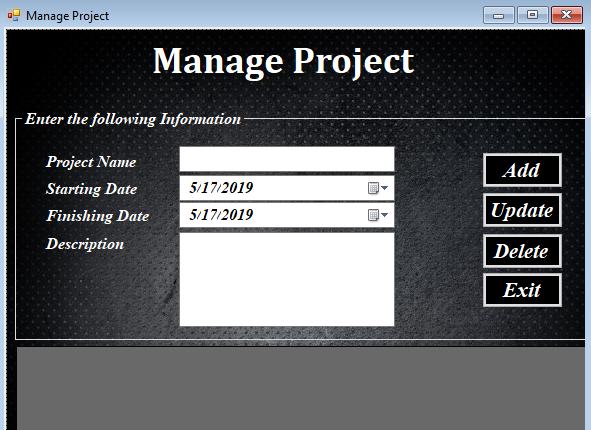 Manage Project
Manage Project
Enter the following Information
Project Name
Starting Date 5/17/2019
Finishing Date 5/17/2019
Description
Add
Update
Delete
Exit